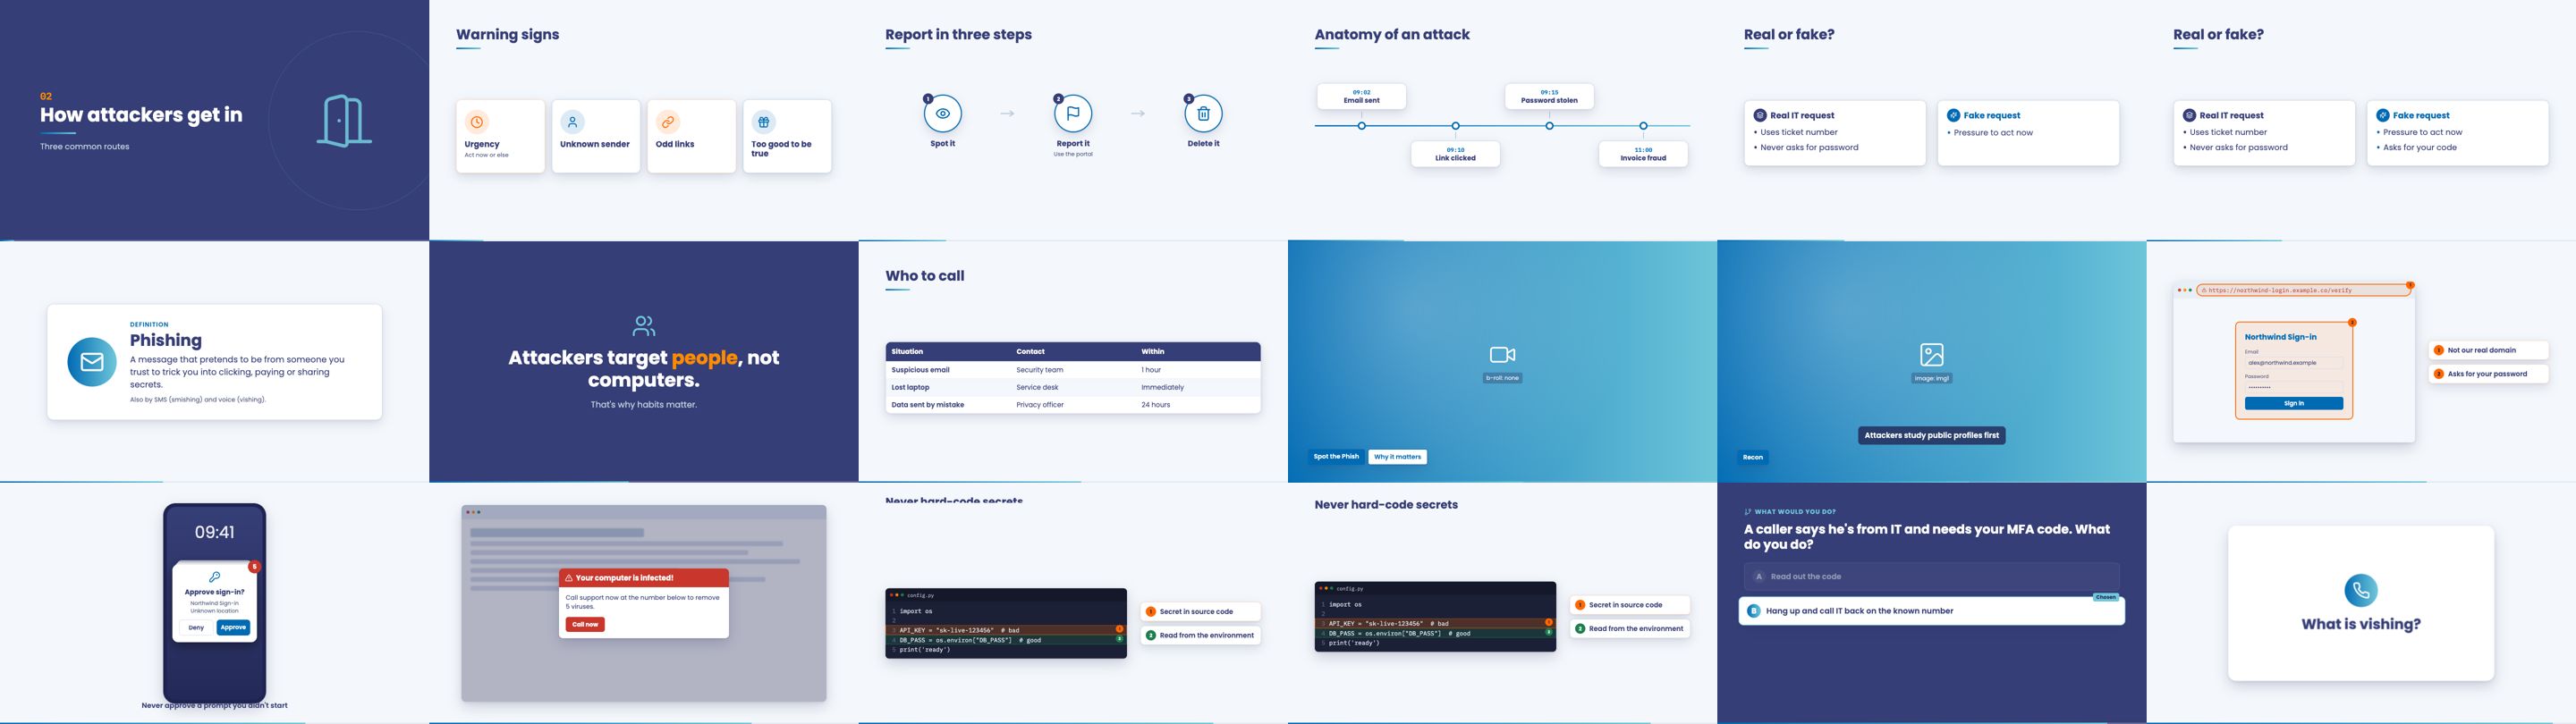 02
How attackers get in
Three common routes
Warning signs
Urgency
Act now or else
Unknown sender
Odd links
Too good to be
true
Report in three steps
1
2
3
Spot it
Report it
Use the portal
Delete it
Anatomy of an attack
09:02
Email sent
09:15
Password stolen
09:10
Link clicked
11:00
Invoice fraud
Real or fake?
Real IT request
• Uses ticket number
• Never asks for password
Fake request
• Pressure to act now
Real or fake?
Real IT request
• Uses ticket number
• Never asks for password
Fake request
• Pressure to act now
• Asks for your code
DEFINITION
Phishing
A message that pretends to be from someone you
trust to trick you into clicking, paying or sharing
secrets.
Also by SMS (smishing) and voice (vishing).
Attackers target people, not
computers.
That's why habits matter.
Who to call
Situation Contact Within
Suspicious email Security team 1 hour
Lost laptop Service desk Immediately
Data sent by mistake Privacy officer 24 hours
b-roll: none
Spot the Phish Why it matters
image: img1
Attackers study public profiles first
Recon
https://northwind-login.example.co/verify
Northwind Sign-in
Email
alex@northwind.example
Password
••••••••••
Sign in
1 Not our real domain
2 Asks for your password
09:41
5
Approve sign-in?
Northwind Sign-in
Unknown location
Deny Approve
Never approve a prompt you didn't start
Your computer is infected!
Call support now at the number below to remove
5 viruses.
Call now
Never hard-code secrets
config.py
1 import os
2
3 API_KEY = "sk-live-123456" # bad
4 DB_PASS = os.environ["DB_PASS"] # good
5 print('ready')
1 Secret in source code
2 Read from the environment
Never hard-code secrets
config.py
1 import os
2
3 API_KEY = "sk-live-123456" # bad
4 DB_PASS = os.environ["DB_PASS"] # good
5 print('ready')
1 Secret in source code
2 Read from the environment
WHAT WOULD YOU DO?
A caller says he's from IT and needs your MFA code. What
do you do?
A Read out the code
Chosen
B Hang up and call IT back on the known number
What is vishing?